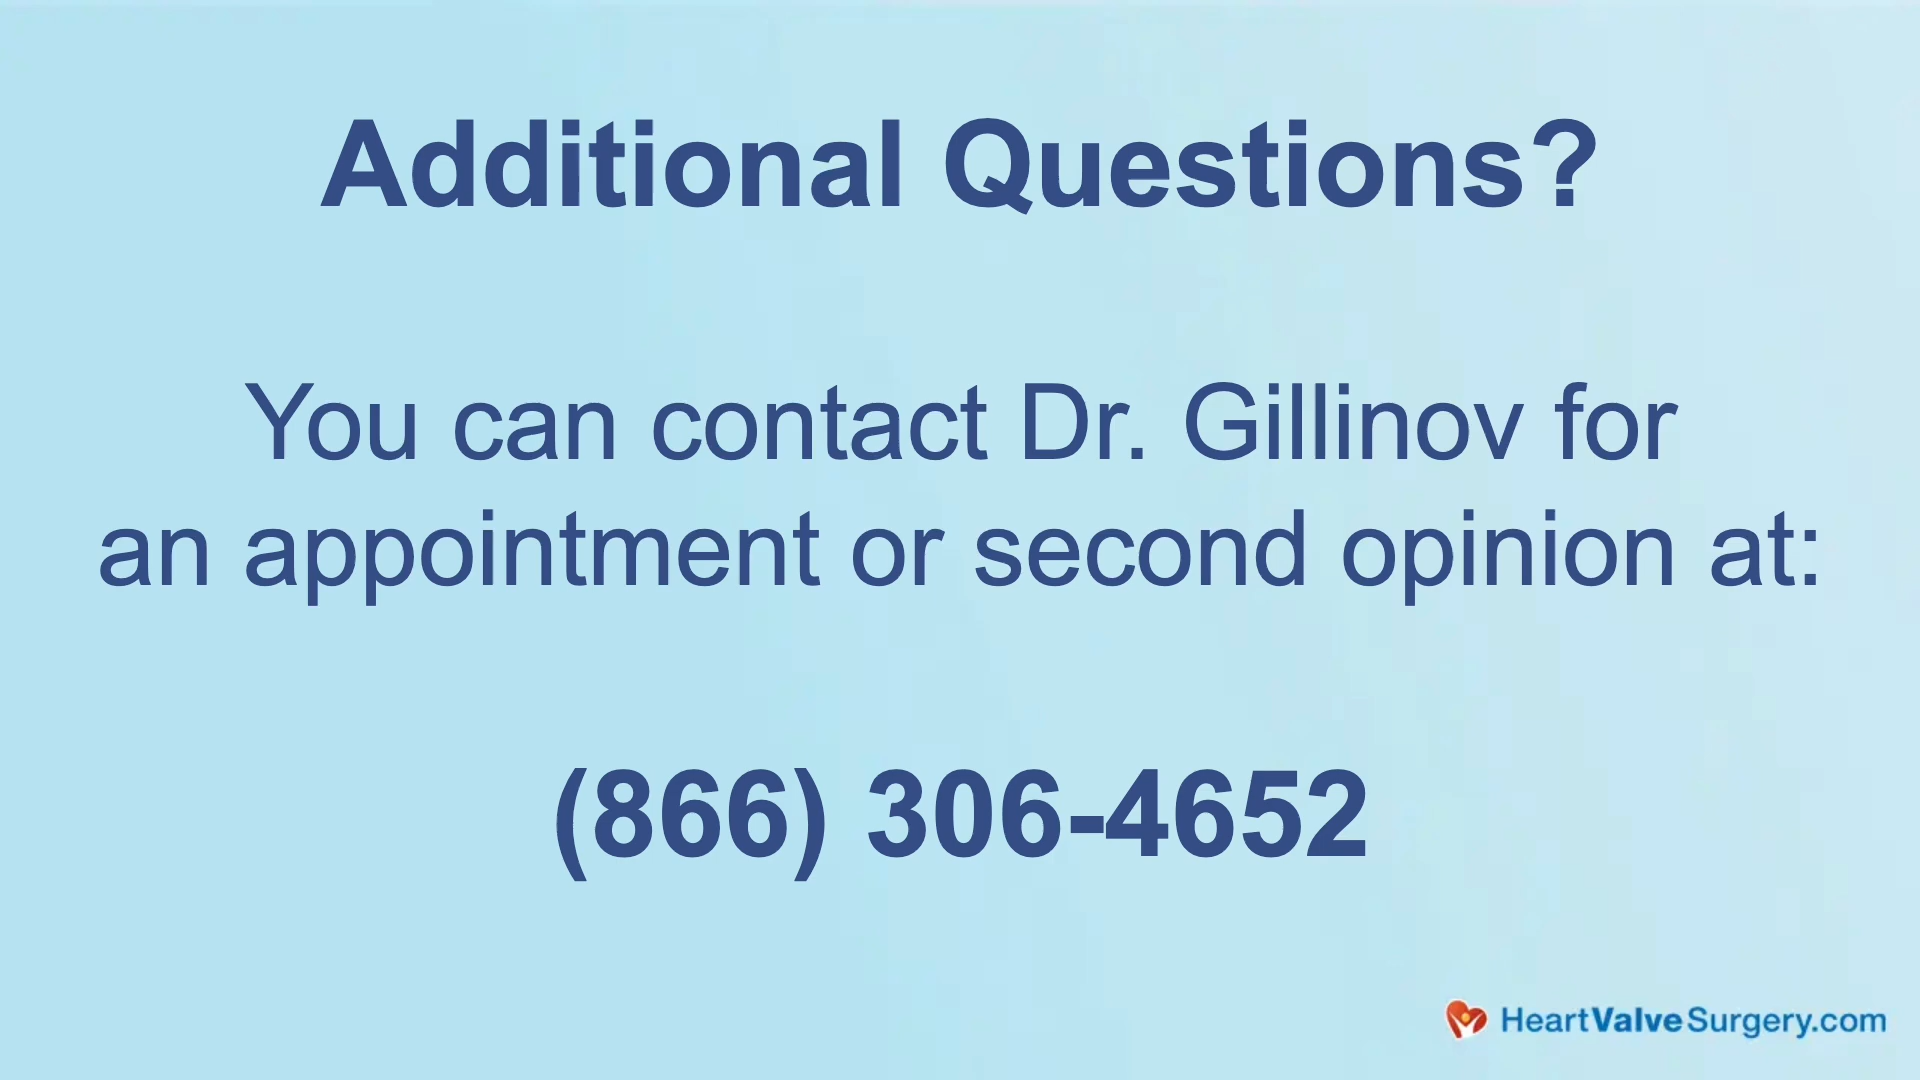 Additional Questions?
You can contact Dr. Gillinov for
an appointment or second opinion at:
(866) 306-4652
HeartValveSurgery.com